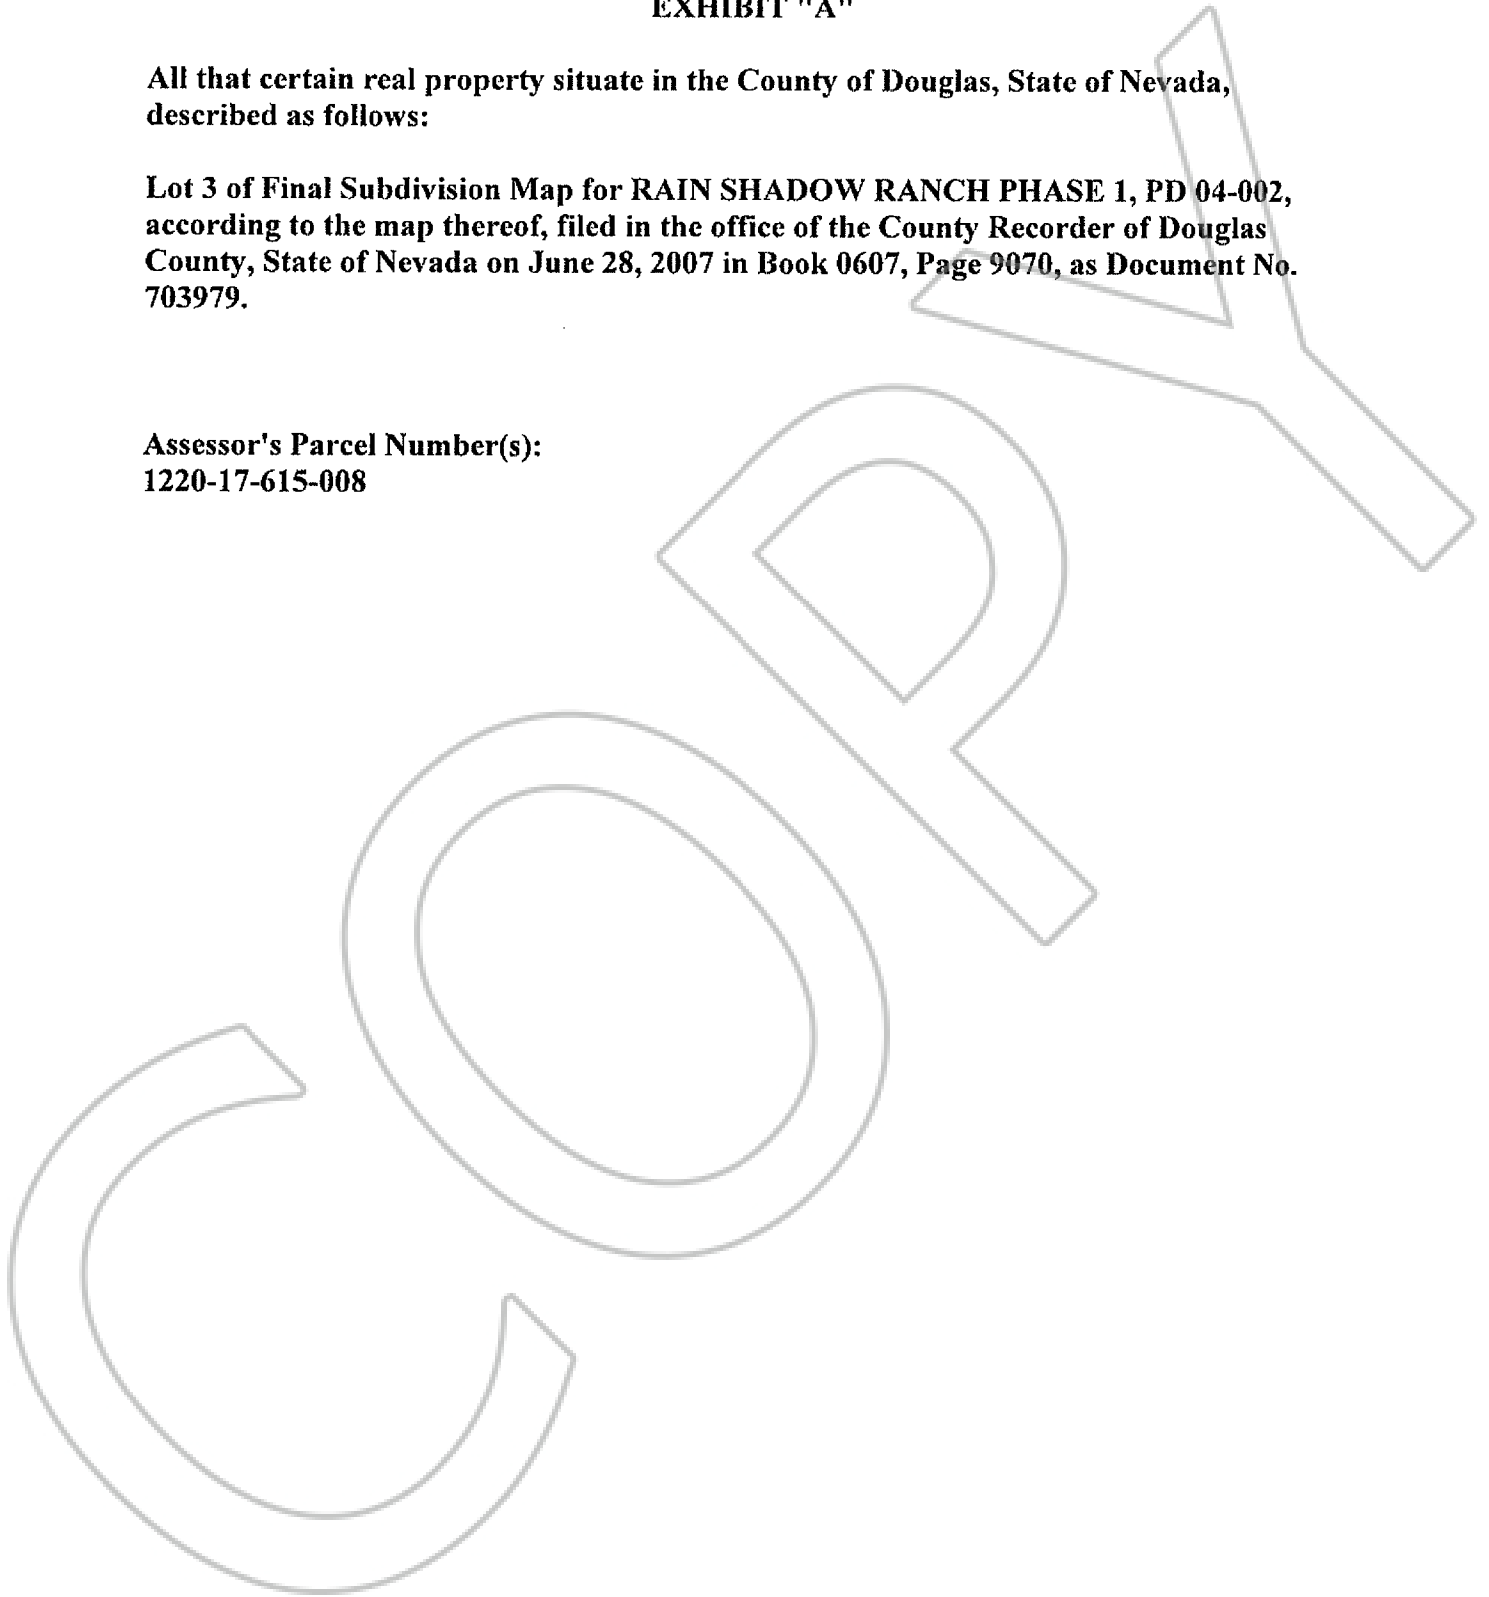 EXHIBIT "A"
All that certain real property situate in the County of Douglas, State of Nevada,
described as follows:
Lot 3 of Final Subdivision Map for RAIN SHADOW RANCH PHASE 1, PD 04-002,
according to the map thereof, filed in the office of the County Recorder of Douglas
County, State of Nevada on June 28, 2007 in Book 0607, Page 9070, as Document No.
703979.
Assessor's Parcel Number(s):
1220-17-615-008
COPY